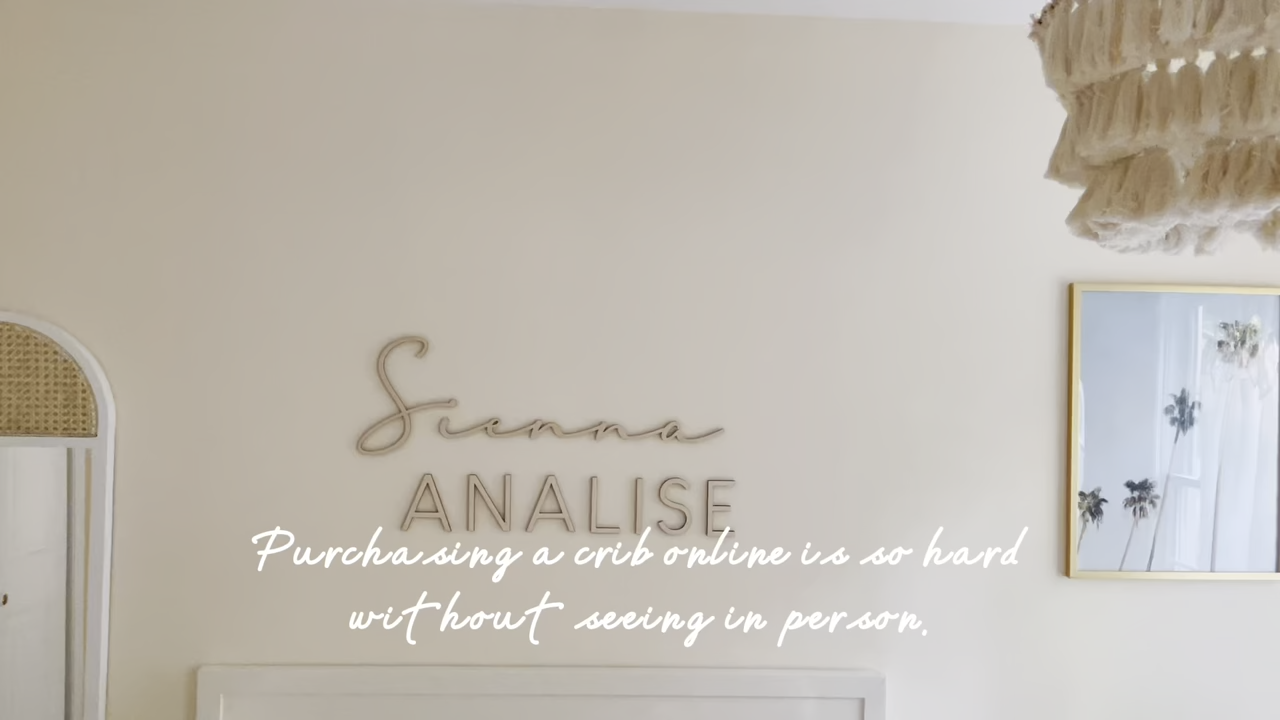 Sienna
ANALISE
Purchasing a crib online is so hard
without seeing in person.